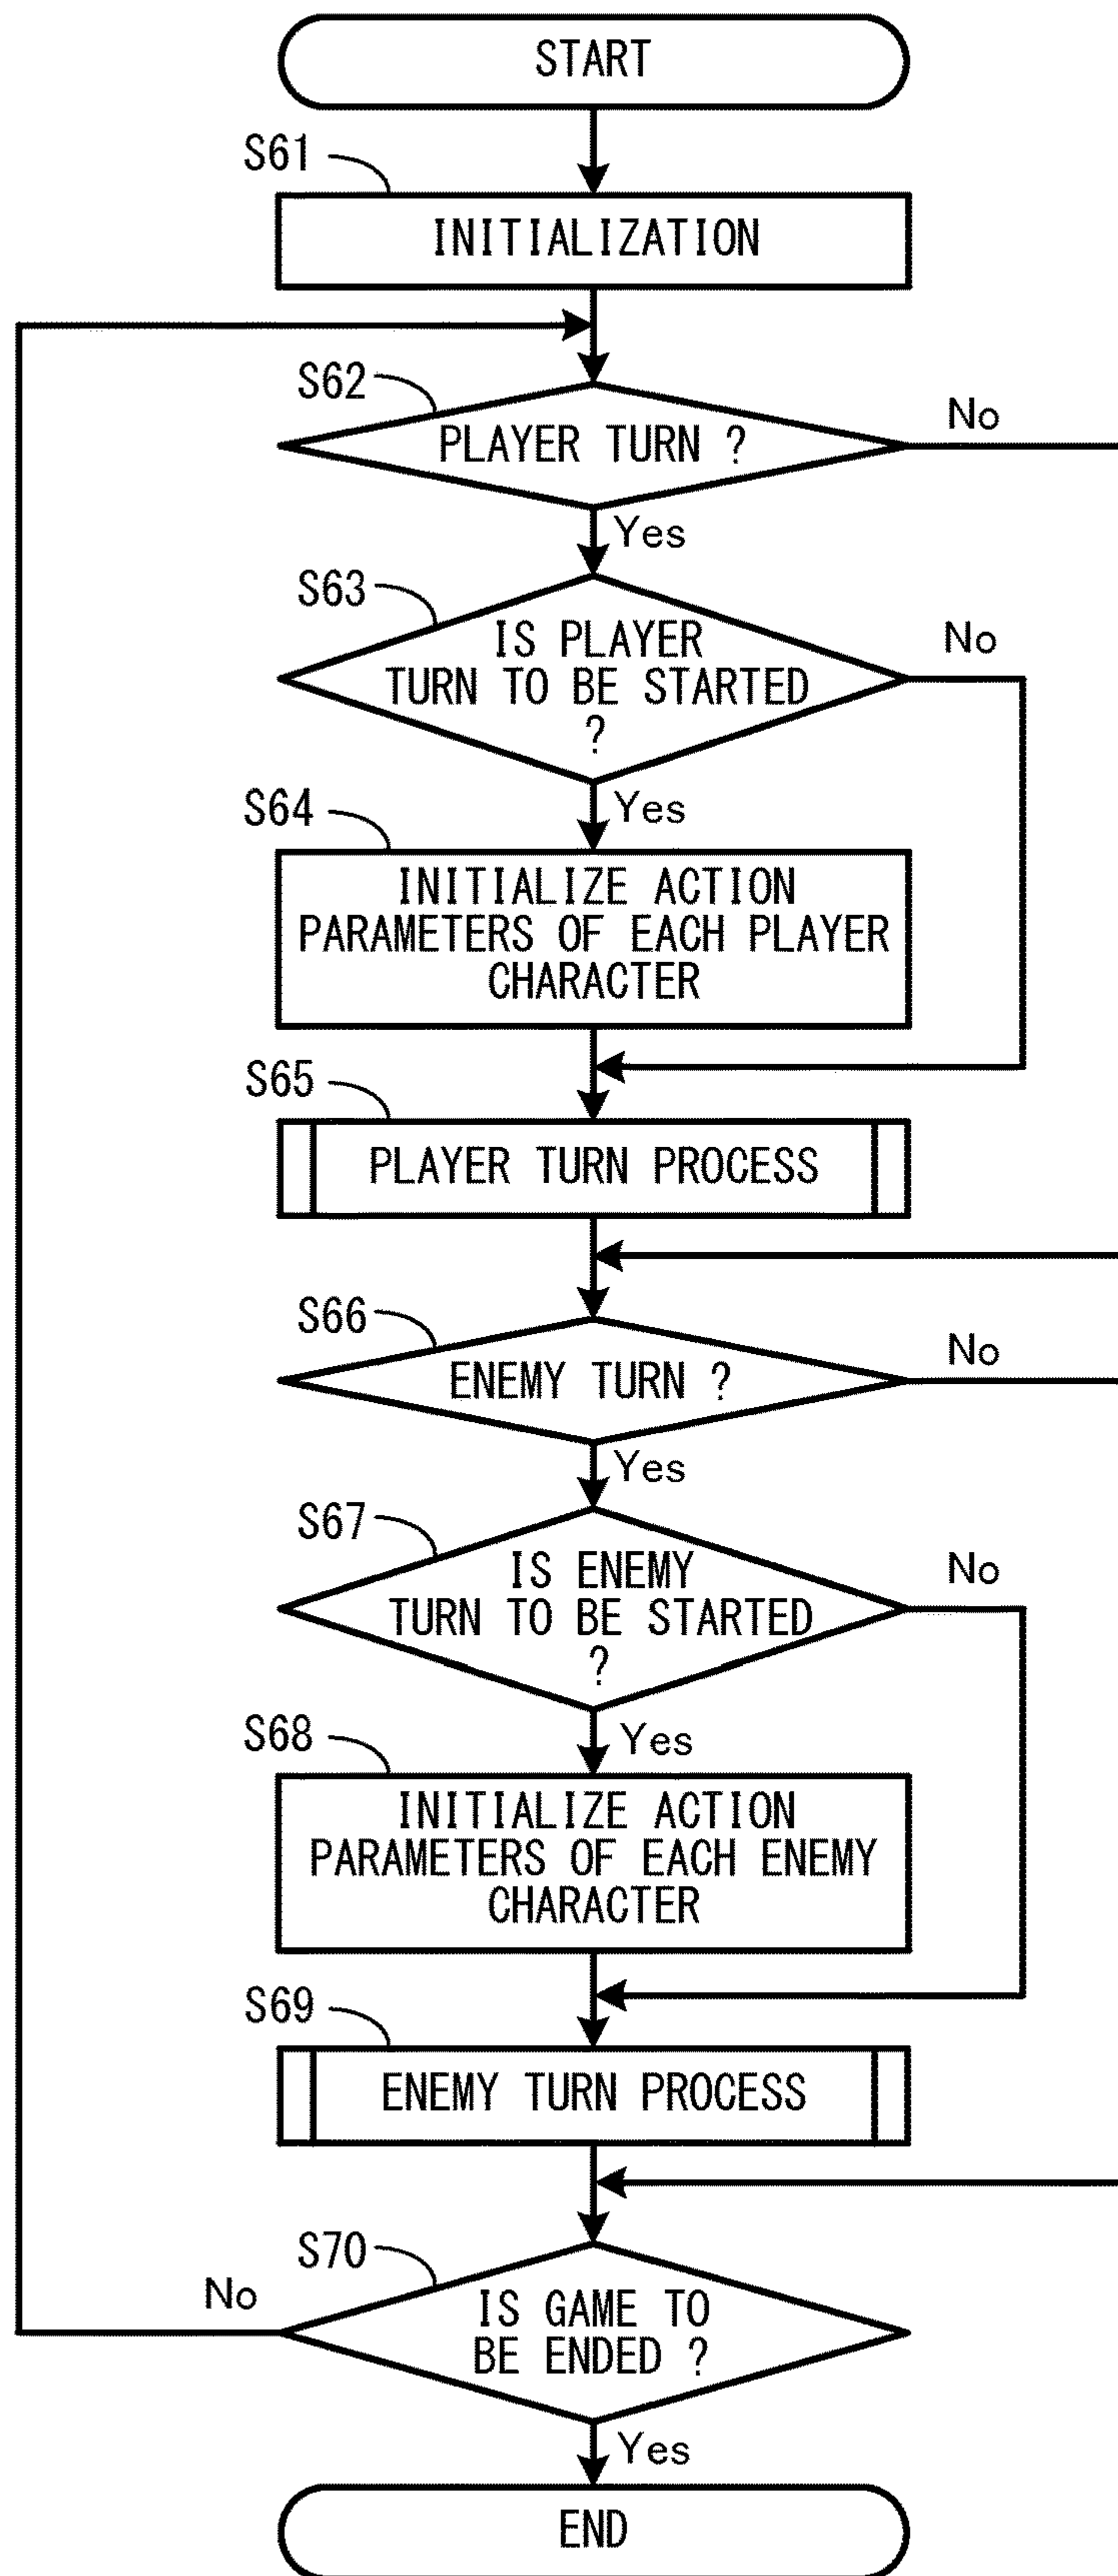 START
S61
INITIALIZATION
S62
PLAYER TURN ?
No
Yes
S63
IS PLAYER
TURN TO BE STARTED
?
No
Yes
S64
INITIALIZE ACTION
PARAMETERS OF EACH PLAYER
CHARACTER
S65
PLAYER TURN PROCESS
S66
ENEMY TURN ?
No
Yes
S67
IS ENEMY
TURN TO BE STARTED
?
No
Yes
S68
INITIALIZE ACTION
PARAMETERS OF EACH ENEMY
CHARACTER
S69
ENEMY TURN PROCESS
S70
No
IS GAME TO
BE ENDED ?
Yes
END